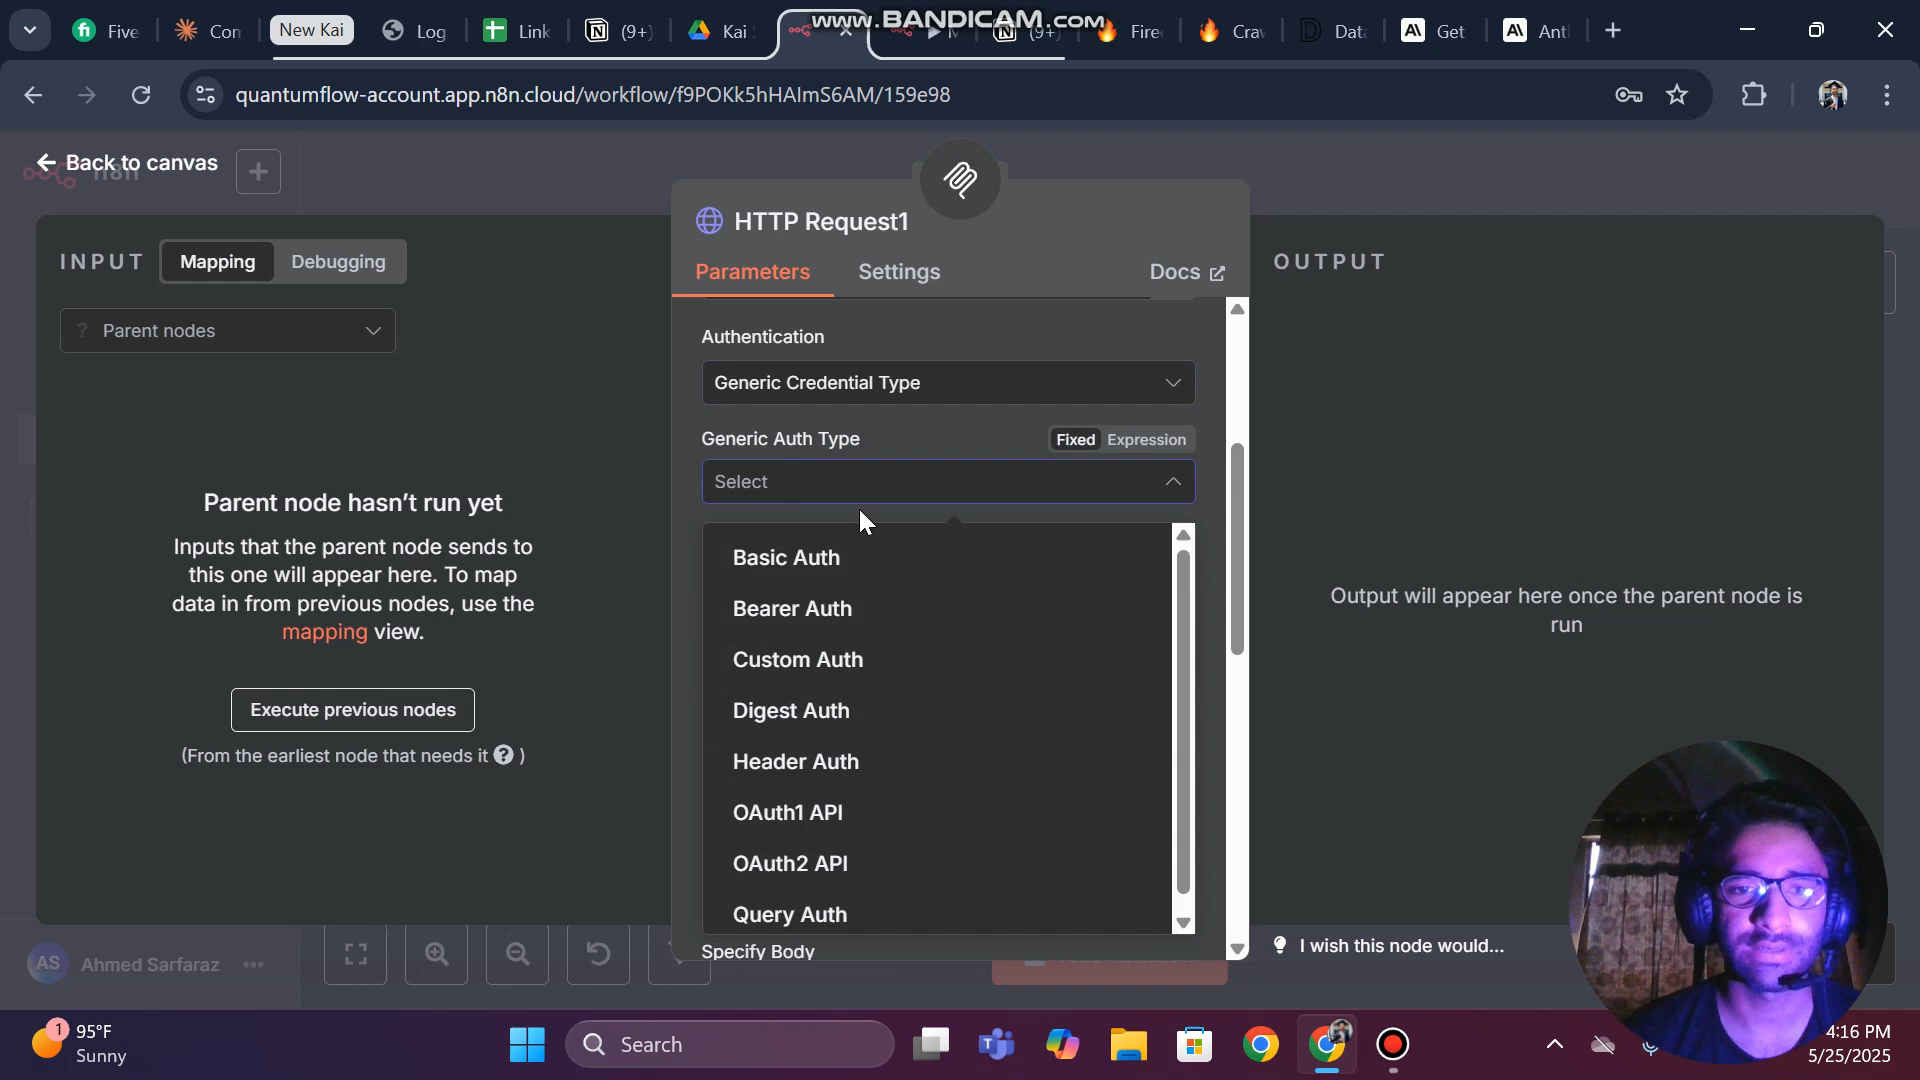 www.BANDICAM.com
Five
Con
New Kai
Log
Link
(9+)
Kai
(9+)
Firec
Crav
Data
Get
Ant
quantumflow-account.app.n8n.cloud/workflow/f9POKk5hHAImS6AM/159e98
Back to canvas
n8n
INPUT
Mapping
Debugging
Parent nodes
Parent node hasn't run yet
Inputs that the parent node sends to
this one will appear here. To map
data in from previous nodes, use the
mapping view.
Execute previous nodes
(From the earliest node that needs it ? )
HTTP Request1
Parameters
Settings
Docs
Authentication
Generic Credential Type
Generic Auth Type
Fixed
Expression
Select
Basic Auth
Bearer Auth
Custom Auth
Digest Auth
Header Auth
OAuth1 API
OAuth2 API
Query Auth
Specify Body
OUTPUT
Output will appear here once the parent node is
run
I wish this node would...
AS
Ahmed Sarfaraz
1
95°F
Sunny
Search
4:16 PM
5/25/2025